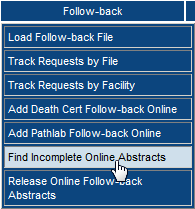 Follow-back
Load Follow-back File
Track Requests by File
Track Requests by Facility
Add Death Cert Follow-back Online
Add Pathlab Follow-back Online
Find Incomplete Online Abstracts
Release Online Follow-back
Abstracts